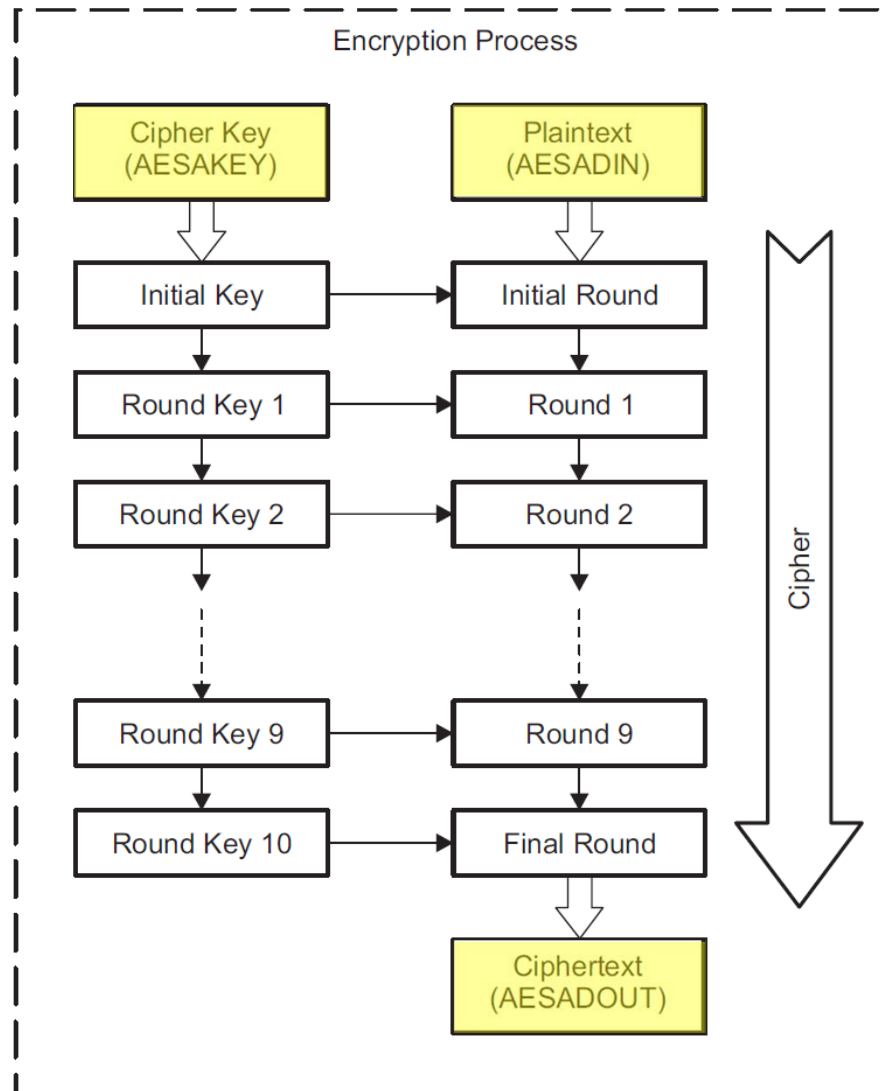 Encryption Process
Cipher Key
(AESAKEY)
Plaintext
(AESADIN)
Initial Key
Initial Round
Round Key 1
Round 1
Round Key 2
Round 2
Cipher
Round Key 9
Round 9
Round Key 10
Final Round
Ciphertext
(AESADOUT)